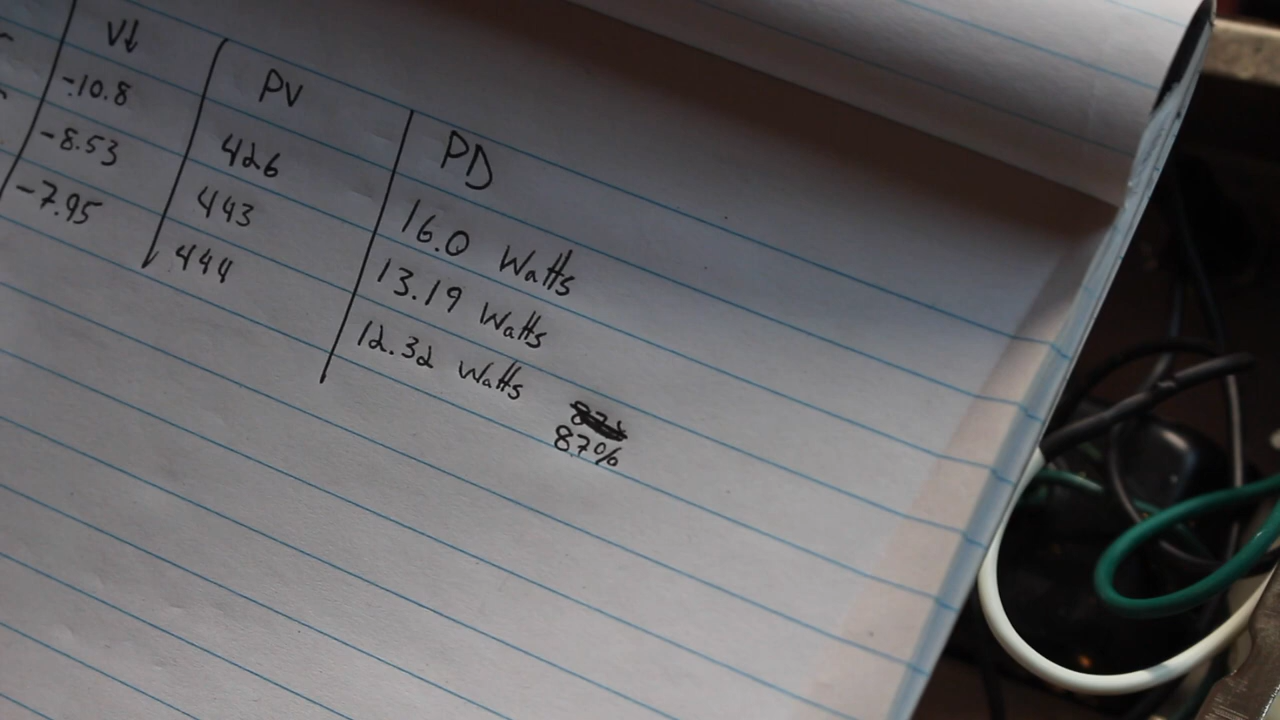 V↓ PV PD
-10.8 426 16.0 Watts
-8.53 443 13.19 Watts
-7.95 444 12.32 Watts
87%